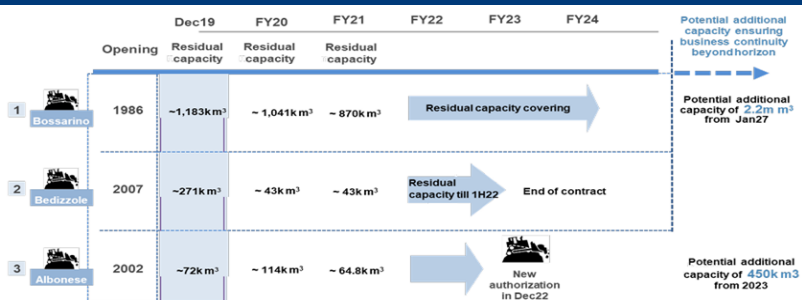 Dec19 FY20 FY21 FY22 FY23 FY24
Potential additional
capacity ensuring
business continuity
beyond horizon
Opening Residual capacity Residual capacity Residual capacity
1 Bossarino 1986 ~1,183k m³ ~ 1,041k m³ ~ 870k m³ Residual capacity covering
Potential additional
capacity of 2.2m m³
from Jan27
2 Bedizzole 2007 ~271k m³ ~ 43k m³ ~ 43k m³
Residual
capacity till 1H22
End of contract
3 Albonese 2002 ~72k m³ ~ 114k m³ ~ 64.8k m³
New
authorization
in Dec22
Potential additional
capacity of 450k m3
from 2023